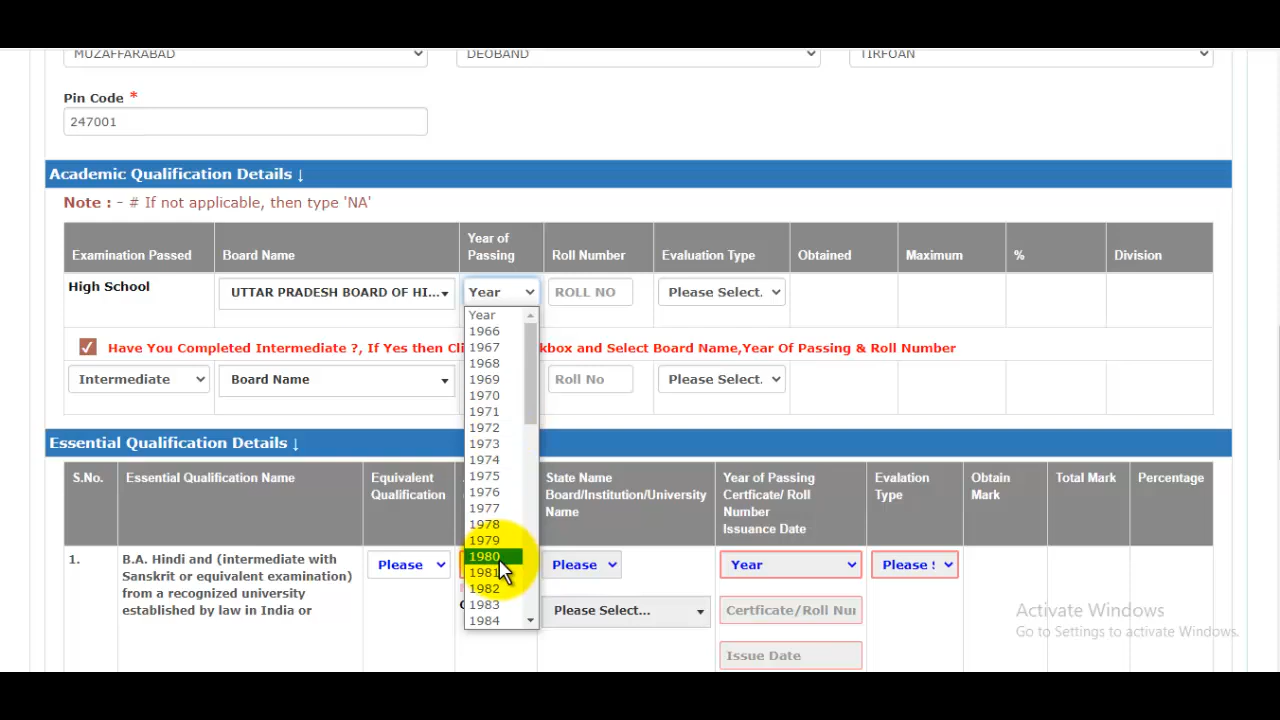 MUZAFFARABAD DEOBAND TIRFOAN
Pin Code *
247001
Academic Qualification Details ↓
Note : - # If not applicable, then type 'NA'
Examination Passed Board Name Year of Passing Roll Number Evaluation Type Obtained Maximum % Division
High School UTTAR PRADESH BOARD OF HI... Year ROLL NO Please Select.
Year
1966
1967
✓ Have You Completed Intermediate ?, If Yes then Cli kbox and Select Board Name,Year Of Passing & Roll Number
1968
1969
Intermediate Board Name Roll No Please Select.
1970
1971
1972
1973
Essential Qualification Details ↓
1974
1975
1976
1977
1978
1979
1980
1981
1982
1983
1984
S.No. Essential Qualification Name Equivalent Qualification State Name Board/Institution/University Name Year of Passing Certficate/ Roll Number Issuance Date Evalation Type Obtain Mark Total Mark Percentage
1. B.A. Hindi and (intermediate with Please Please Year Please :
Sanskrit or equivalent examination)
from a recognized university
established by law in India or Please Select... Certficate/Roll Nu
Issue Date
Activate Windows
Go to Settings to activate Windows.